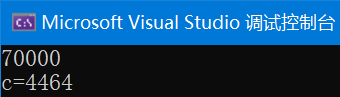 C:\ Microsoft Visual Studio 调试控制台
70000
c=4464